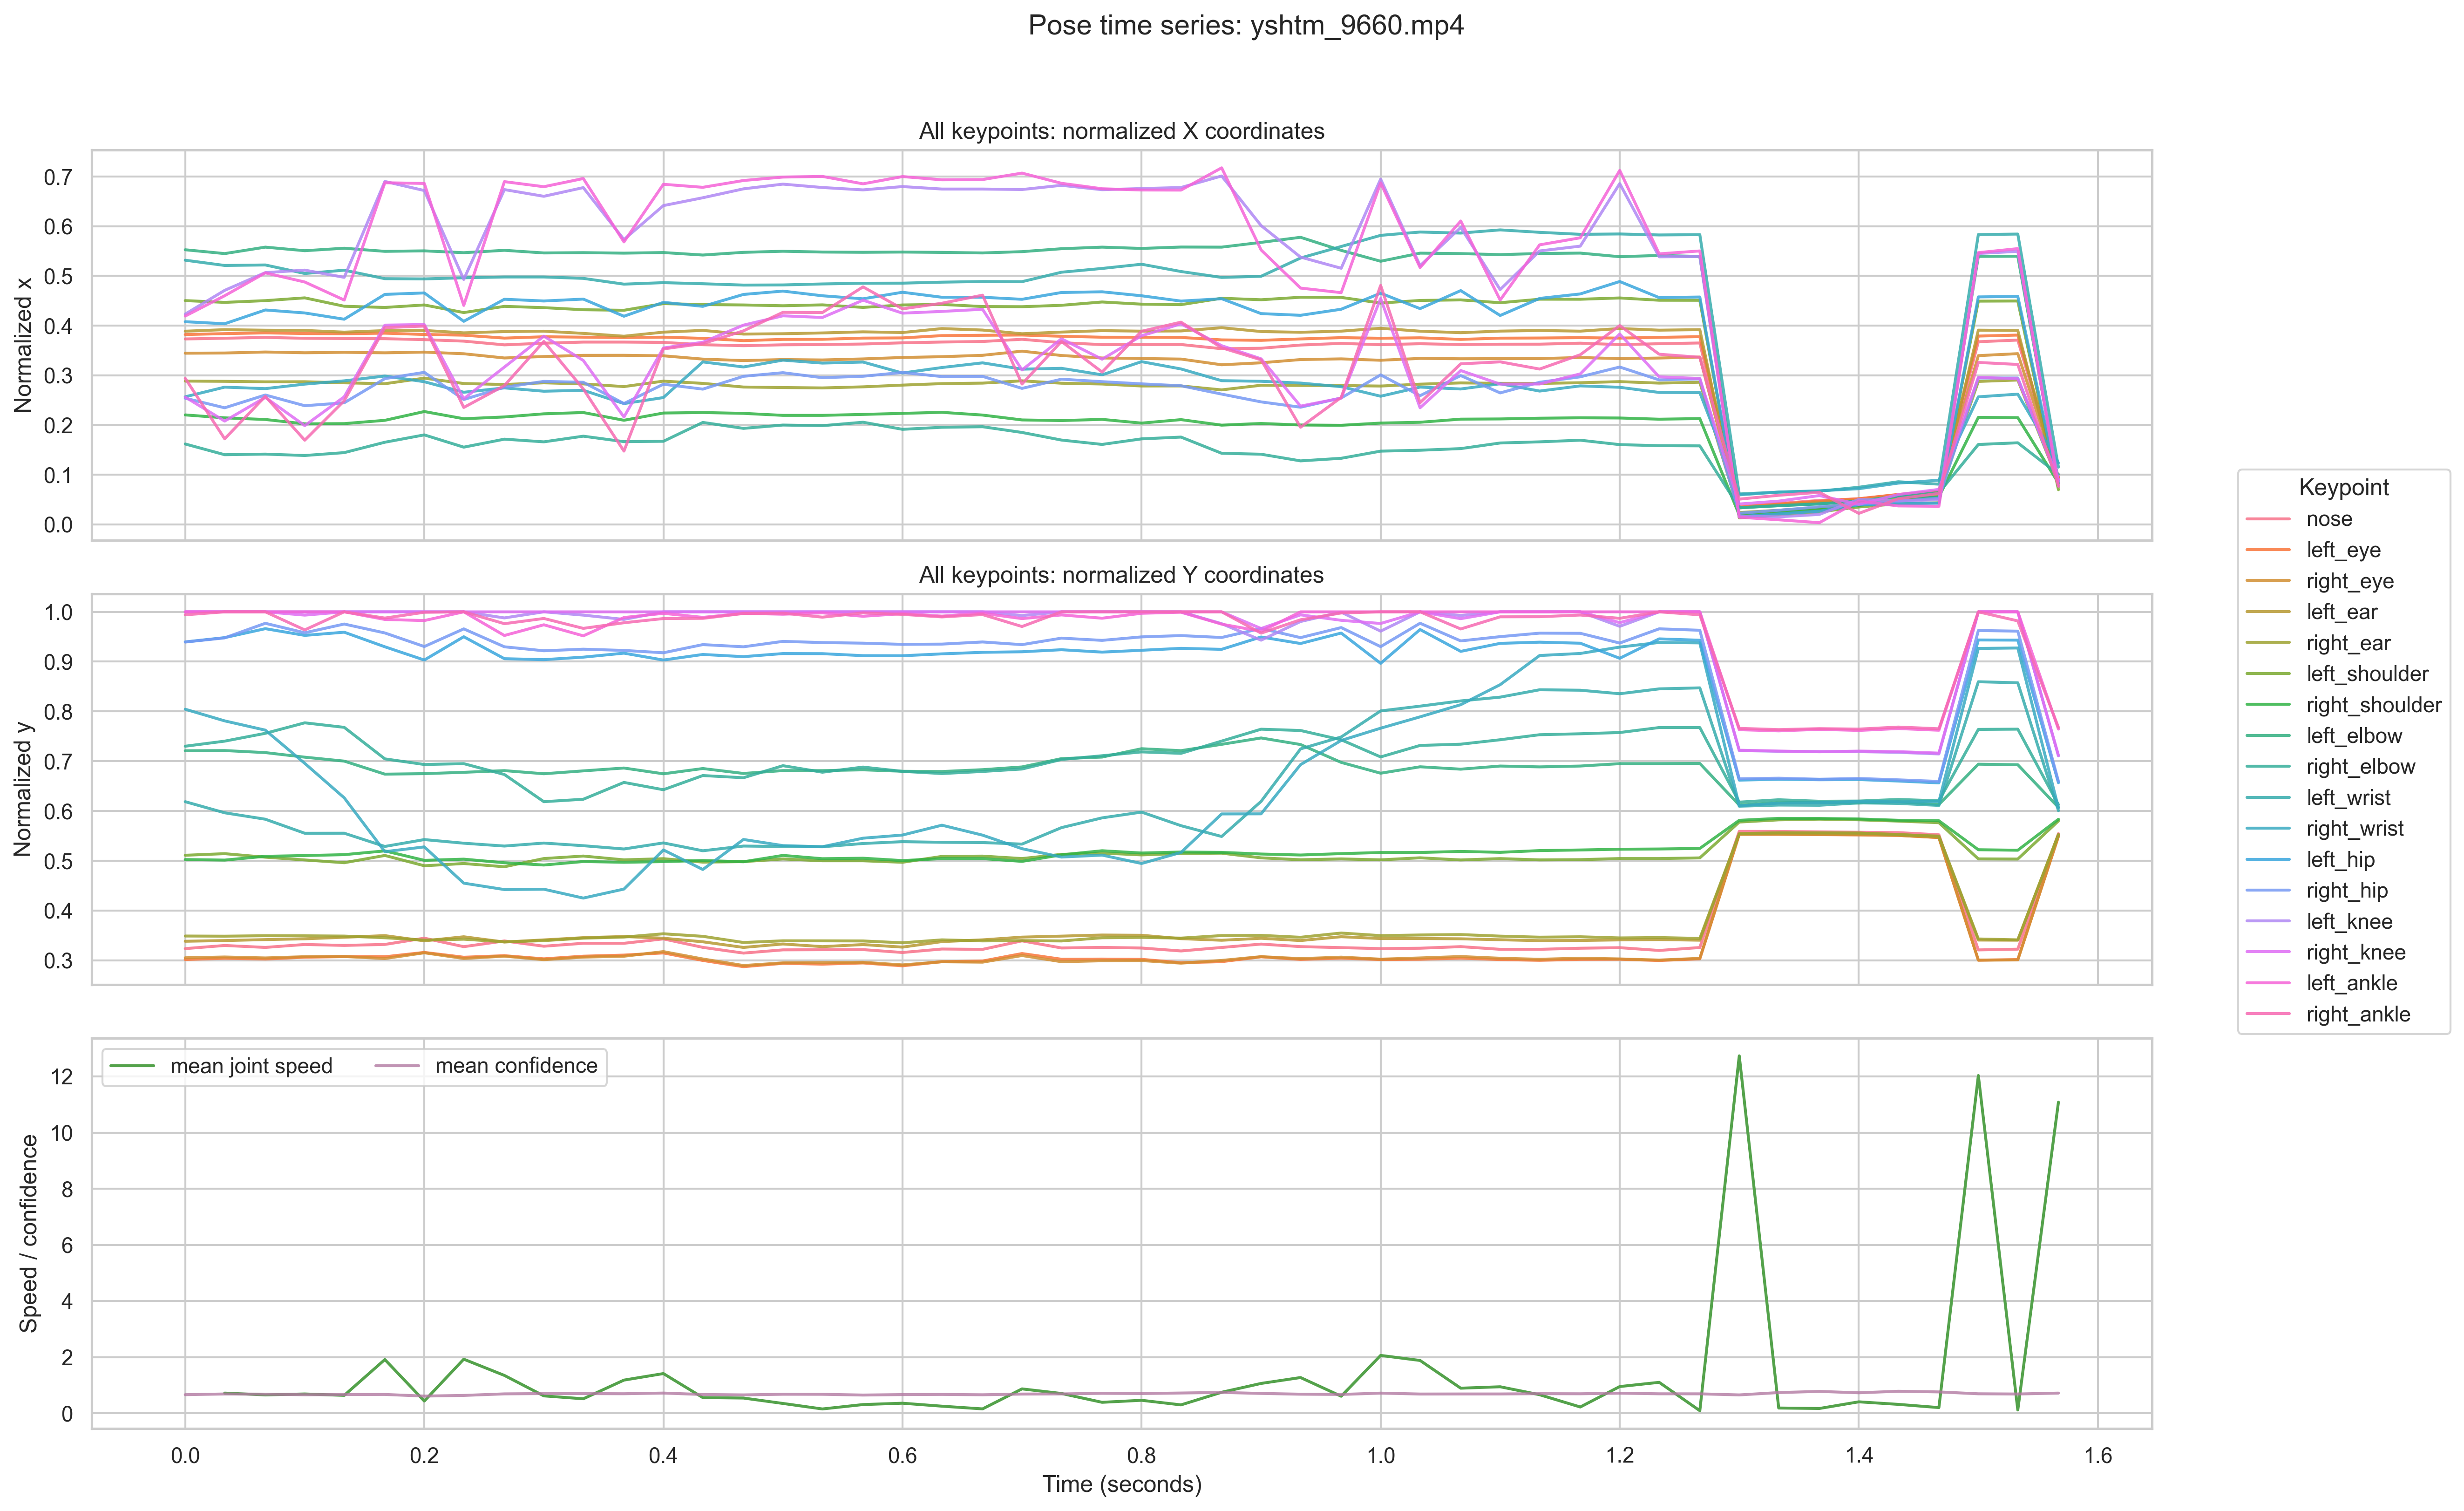 Pose time series: yshtm_9660.mp4
All keypoints: normalized X coordinates
Normalized x
0.7
0.6
0.5
0.4
0.3
0.2
0.1
0.0
All keypoints: normalized Y coordinates
Normalized y
1.0
0.9
0.8
0.7
0.6
0.5
0.4
0.3
Keypoint
nose
left_eye
right_eye
left_ear
right_ear
left_shoulder
right_shoulder
left_elbow
right_elbow
left_wrist
right_wrist
left_hip
right_hip
left_knee
right_knee
left_ankle
right_ankle
mean joint speed mean confidence
Speed / confidence
12
10
8
6
4
2
0
0.0 0.2 0.4 0.6 0.8 1.0 1.2 1.4 1.6
Time (seconds)